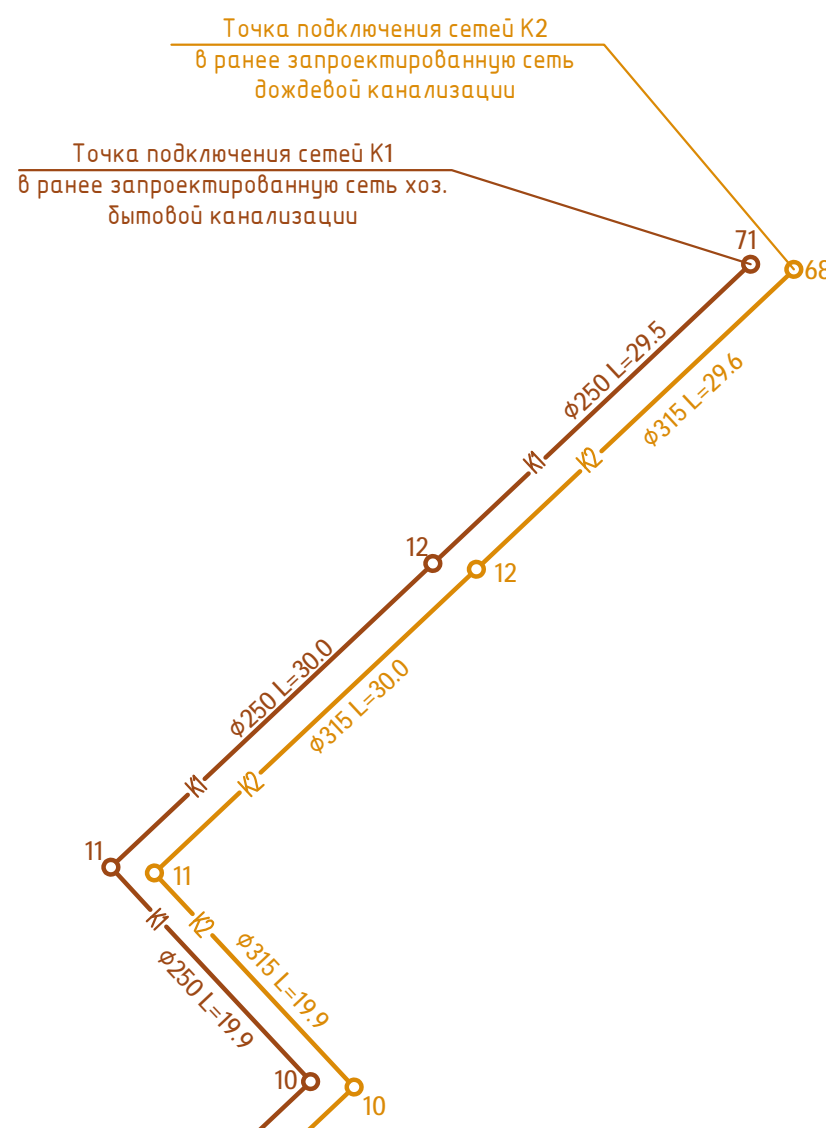 Точка подключения сетей К2
в ранее запроектированную сеть
дождевой канализации
Точка подключения сетей К1
в ранее запроектированную сеть хоз.
бытовой канализации
71
68
ϕ250 L=29.5
ϕ315 L=29.6
К1
К2
12
12
ϕ250 L=30.0
ϕ315 L=30.0
К1
К2
11
11
К1
К2
ϕ315 L=19.9
ϕ250 L=19.9
10
10